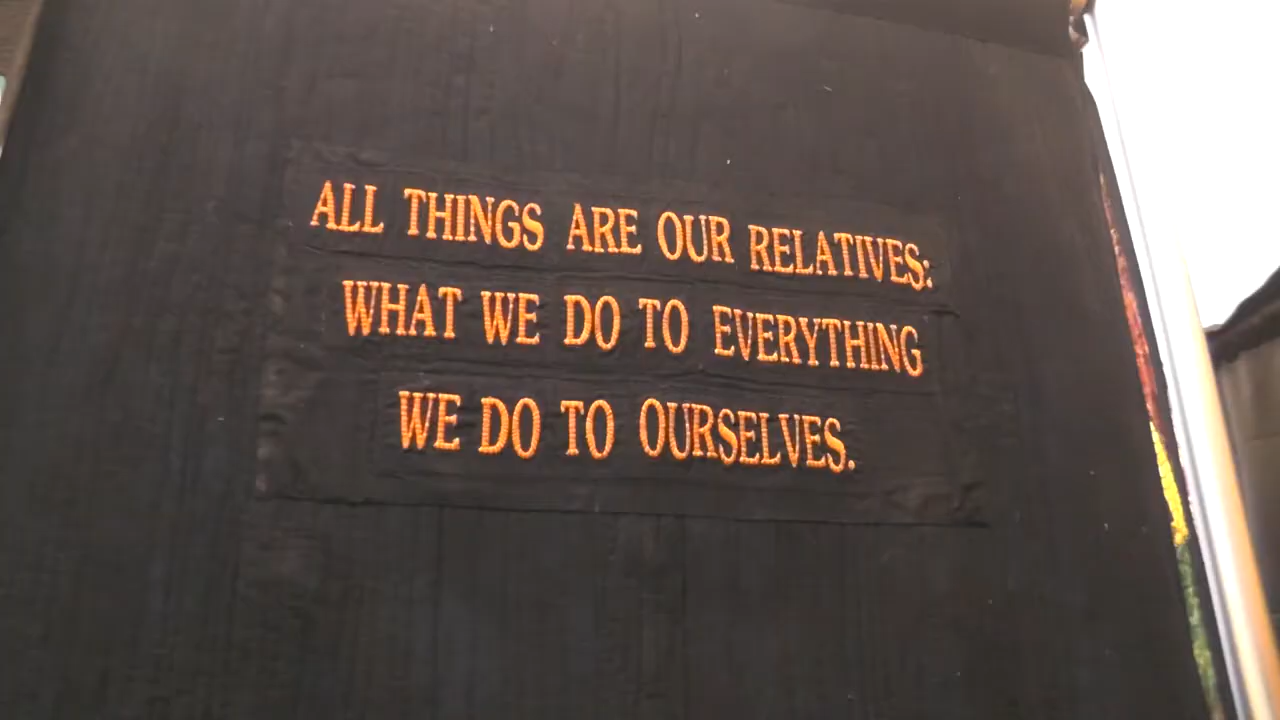 ALL THINGS ARE OUR RELATIVES:
WHAT WE DO TO EVERYTHING
WE DO TO OURSELVES.